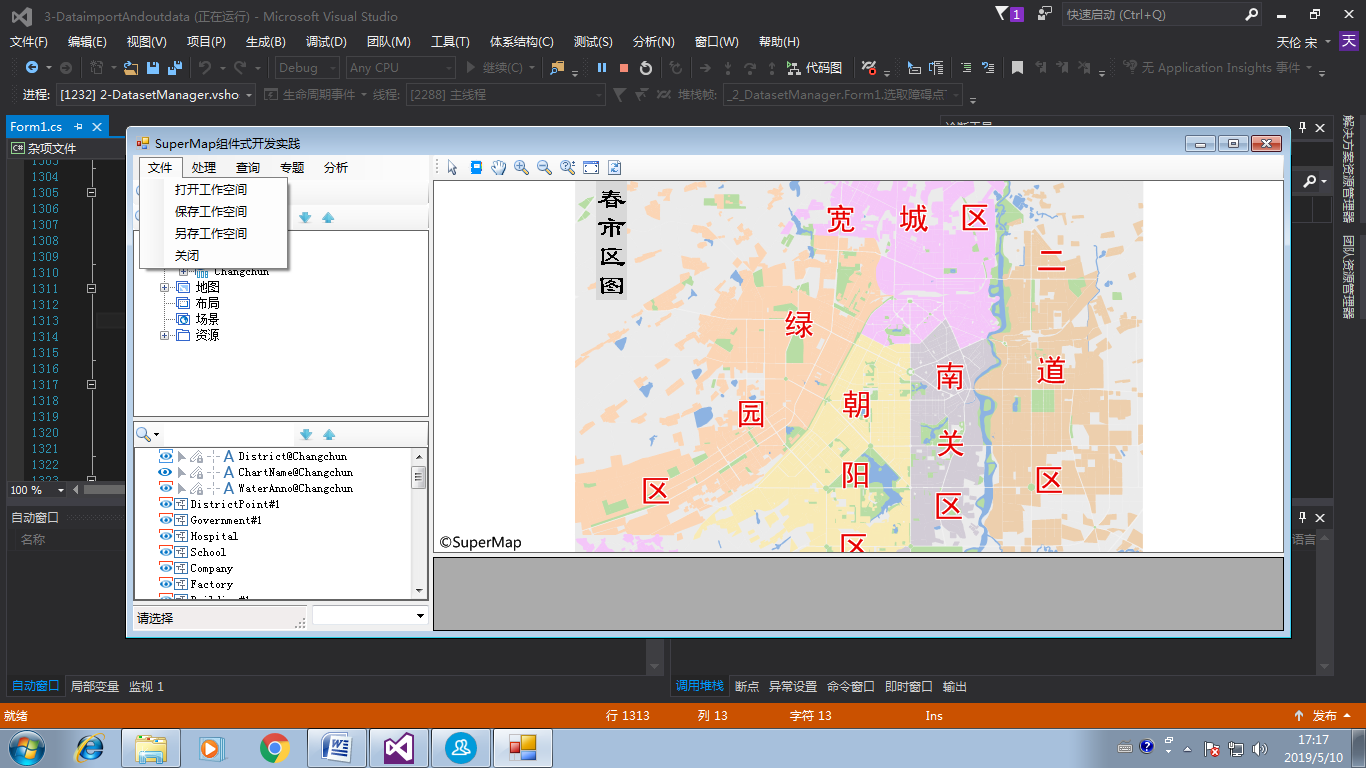 3-DataimportAndoutdata (正在运行) - Microsoft Visual Studio
1
快速启动 (Ctrl+Q)
文件(F) 编辑(E) 视图(V) 项目(P) 生成(B) 调试(D) 团队(M) 工具(T) 体系结构(C) 测试(S) 分析(N) 窗口(W) 帮助(H)
天伦 宋
天
Debug
Any CPU
继续(C)
代码图
无 Application Insights 事件
进程: [1232] 2-DatasetManager.vsho
生命周期事件
线程: [2288] 主线程
堆栈帧: _2_DatasetManager.Form1.选取障碍点
Form1.cs
杂项文件
1304
1305
1306
1307
1308
1309
1310
1311
1312
1313
1314
1315
1316
1317
1318
1319
1320
1321
1322
100 %
自动窗口
名称
SuperMap组件式开发实践
文件 处理 查询 专题 分析
打开工作空间
保存工作空间
另存工作空间
关闭
Changchun
地图
布局
场景
资源
District@Changchun
ChartName@Changchun
WaterAnno@Changchun
DistrictPoint#1
Government#1
Hospital
School
Company
Factory
请选择
春市区图
宽城区
二道区
绿园区
朝阳区
南关区
©SuperMap
解决方案资源管理器
团队资源管理器
语言
自动窗口 局部变量 监视 1
调用堆栈 断点 异常设置 命令窗口 即时窗口 输出
就绪
行 1313
列 13
字符 13
Ins
发布
17:17
2019/5/10